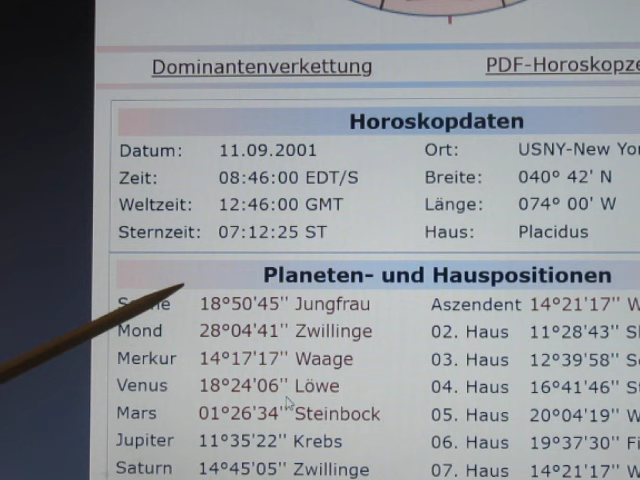 Dominantenverkettung PDF-Horoskopze
Horoskopdaten
Datum: 11.09.2001 Ort: USNY-New Yor
Zeit: 08:46:00 EDT/S Breite: 040° 42' N
Weltzeit: 12:46:00 GMT Länge: 074° 00' W
Sternzeit: 07:12:25 ST Haus: Placidus
Planeten- und Hauspositionen
18°50'45'' Jungfrau Aszendent 14°21'17'' W
Mond 28°04'41'' Zwillinge 02. Haus 11°28'43''
Merkur 14°17'17'' Waage 03. Haus 12°39'58''
Venus 18°24'06'' Löwe 04. Haus 16°41'46''
Mars 01°26'34'' Steinbock 05. Haus 20°04'19'' W
Jupiter 11°35'22'' Krebs 06. Haus 19°37'30'' Fi
Saturn 14°45'05'' Zwillinge 07. Haus 14°21'17'' W